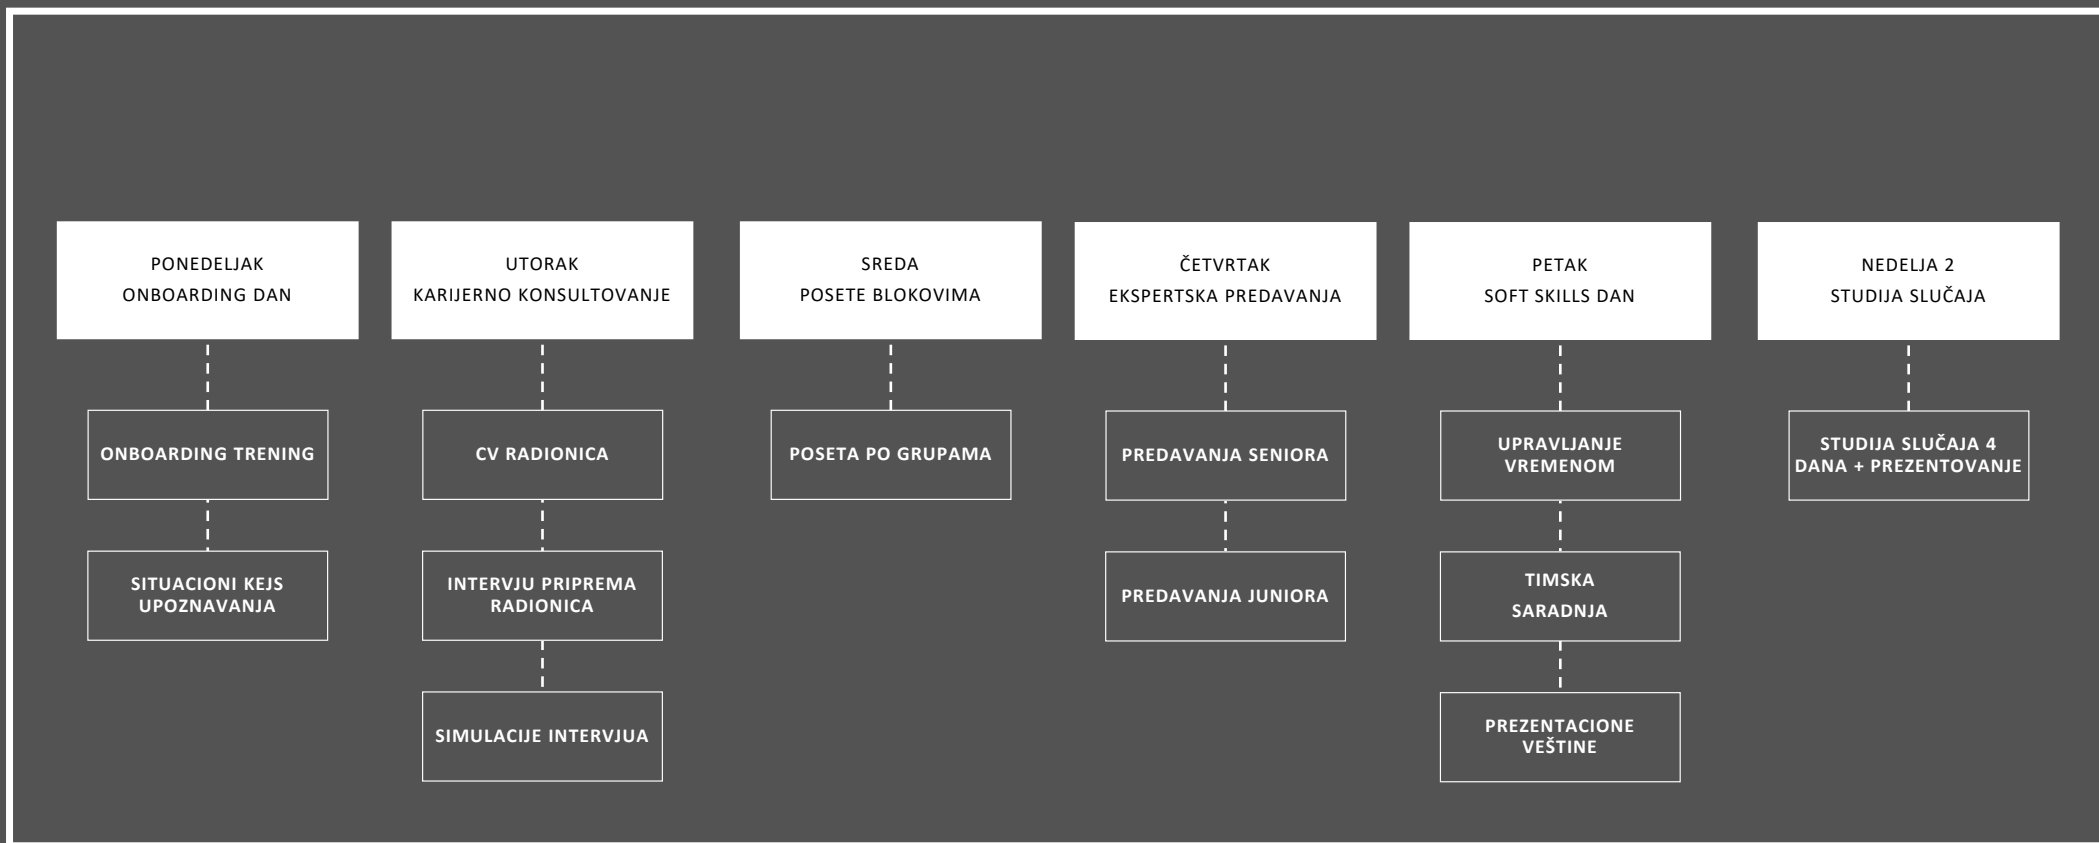 PONEDELJAK
ONBOARDING DAN
UTORAK
KARIJERNO KONSULTOVANJE
SREDA
POSETE BLOKOVIMA
ČETVRTAK
EKSPERTSKA PREDAVANJA
PETAK
SOFT SKILLS DAN
NEDELJA 2
STUDIJA SLUČAJA
ONBOARDING TRENING
CV RADIONICA
POSETA PO GRUPAMA
PREDAVANJA SENIORA
UPRAVLJANJE
VREMENOM
STUDIJA SLUČAJA 4
DANA + PREZENTOVANJE
SITUACIONI KEJS
UPOZNAVANJA
INTERVJU PRIPREMA
RADIONICA
PREDAVANJA JUNIORA
TIMSKA
SARADNJA
SIMULACIJE INTERVJUA
PREZENTACIONE
VEŠTINE